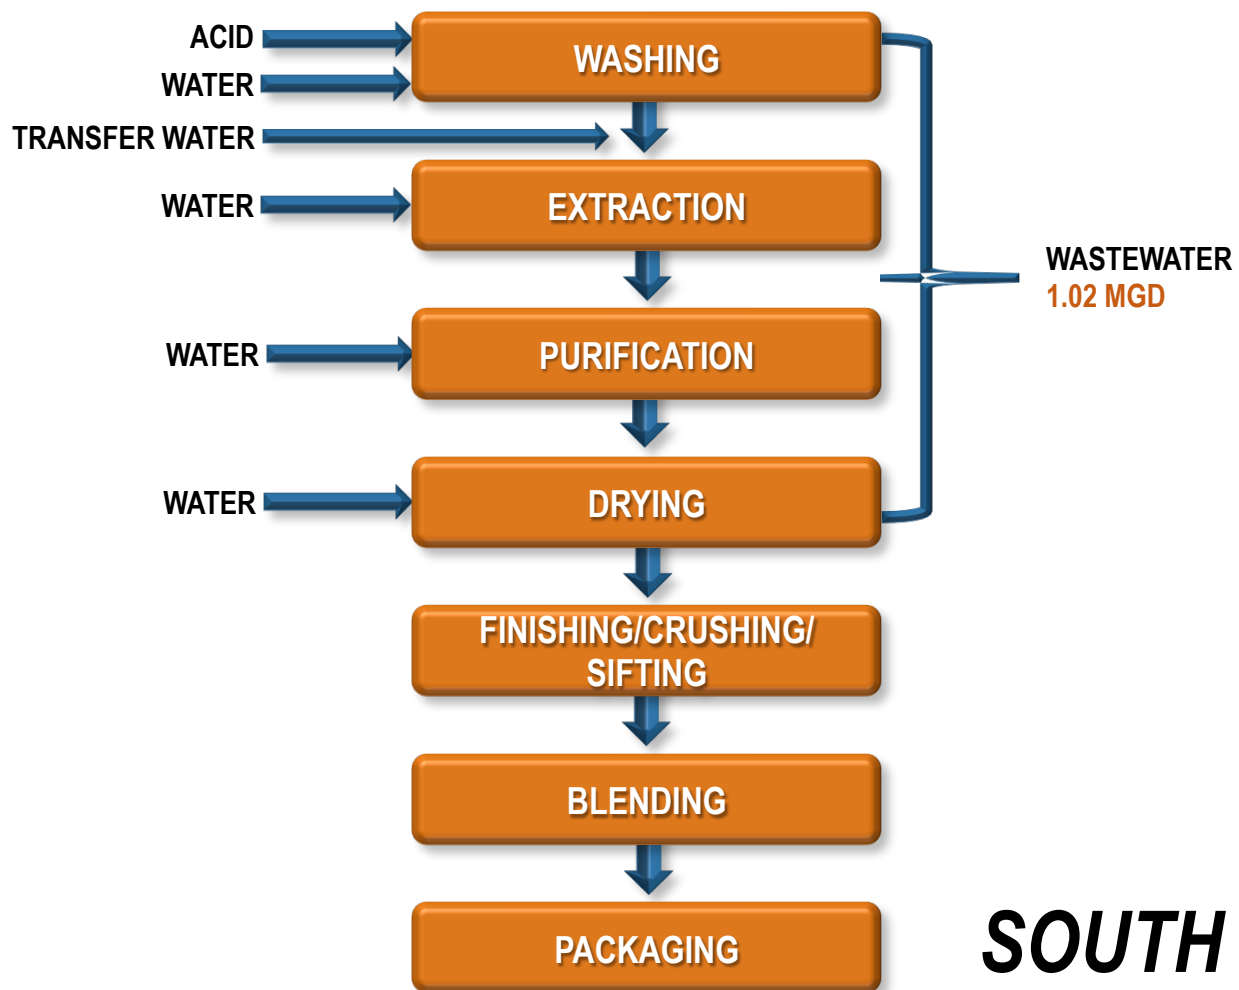 ACID
WASHING
WATER
TRANSFER WATER
WATER
EXTRACTION
WASTEWATER
1.02 MGD
WATER
PURIFICATION
WATER
DRYING
FINISHING/CRUSHING/
SIFTING
BLENDING
PACKAGING
SOUTH